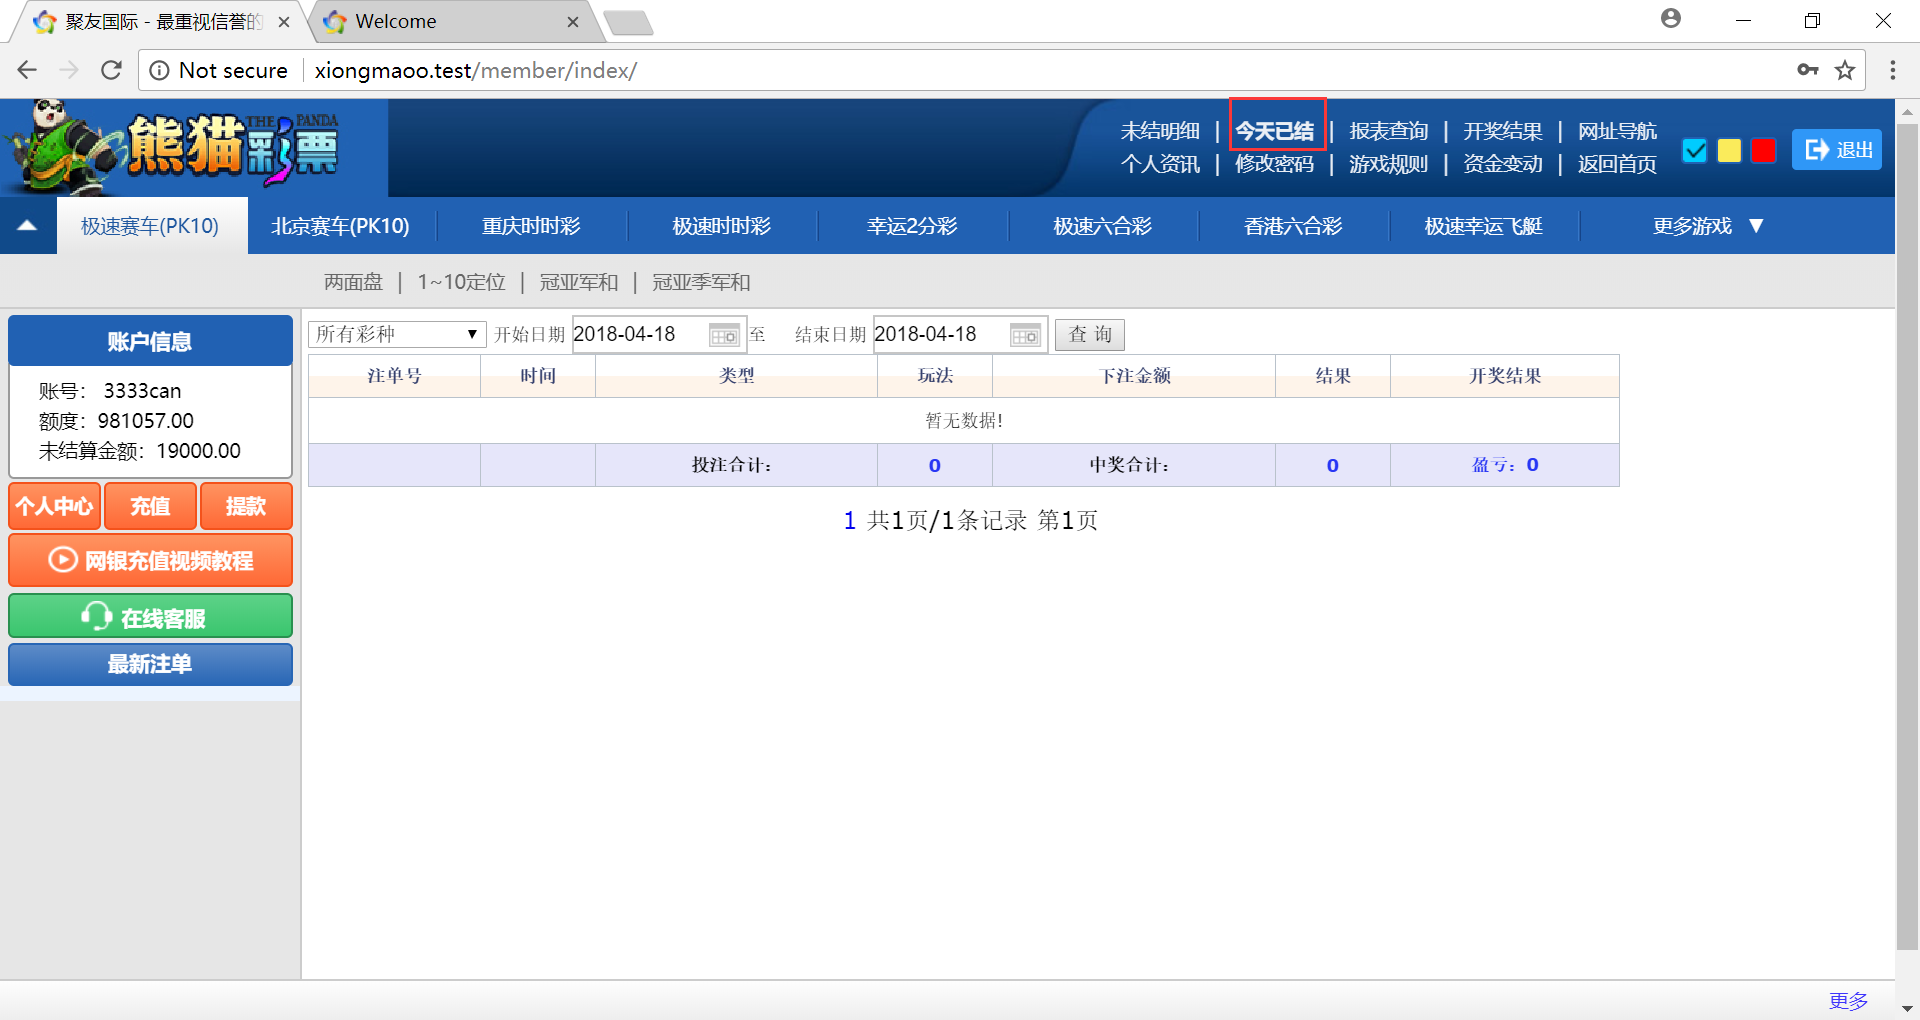 聚友国际 - 最重视信誉的
Welcome
Not secure xiongmaoo.test/member/index/
熊猫彩票 THE PANDA
未结明细 | 今天已结 | 报表查询 | 开奖结果 | 网址导航
个人资讯 | 修改密码 | 游戏规则 | 资金变动 | 返回首页
退出
极速赛车(PK10) 北京赛车(PK10) 重庆时时彩 极速时时彩 幸运2分彩 极速六合彩 香港六合彩 极速幸运飞艇 更多游戏 ▼
两面盘 | 1~10定位 | 冠亚军和 | 冠亚季军和
账户信息
账号： 3333can
额度：981057.00
未结算金额：19000.00
个人中心 充值 提款
网银充值视频教程
在线客服
最新注单
所有彩种 ▼ 开始日期 2018-04-18 至 结束日期 2018-04-18 查 询
注单号 时间 类型 玩法 下注金额 结果 开奖结果
暂无数据!
投注合计： 0 中奖合计： 0 盈亏：0
1 共1页/1条记录 第1页
更多